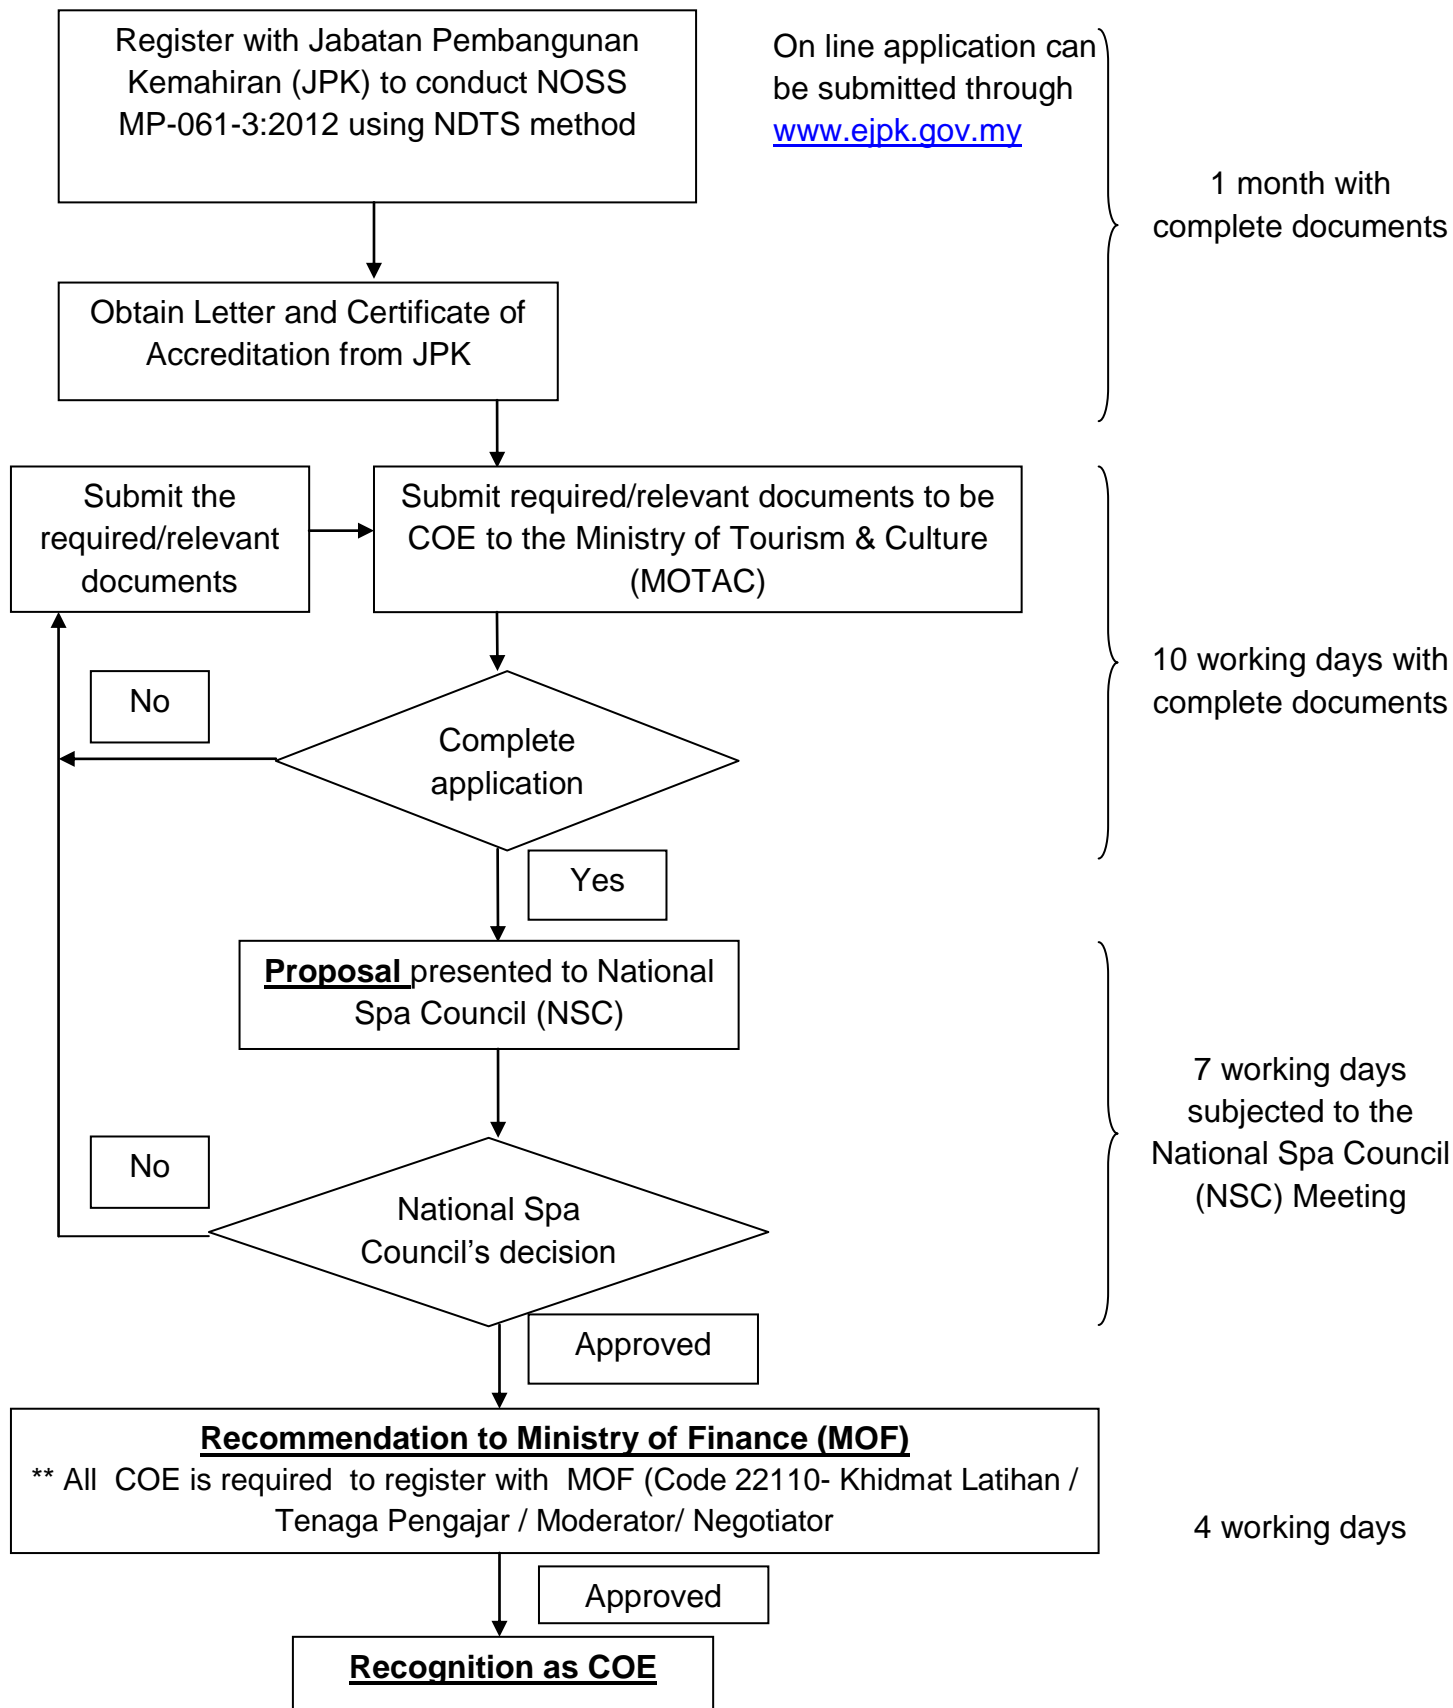 Register with Jabatan Pembangunan
Kemahiran (JPK) to conduct NOSS
MP-061-3:2012 using NDTS method
On line application can
be submitted through
www.ejpk.gov.my
1 month with
complete documents
Obtain Letter and Certificate of
Accreditation from JPK
Submit the
required/relevant
documents
Submit required/relevant documents to be
COE to the Ministry of Tourism & Culture
(MOTAC)
10 working days with
complete documents
No
Complete
application
Yes
Proposal presented to National
Spa Council (NSC)
7 working days
subjected to the
National Spa Council
(NSC) Meeting
No
National Spa
Council’s decision
Approved
Recommendation to Ministry of Finance (MOF)
** All COE is required to register with MOF (Code 22110- Khidmat Latihan /
Tenaga Pengajar / Moderator/ Negotiator
4 working days
Approved
Recognition as COE